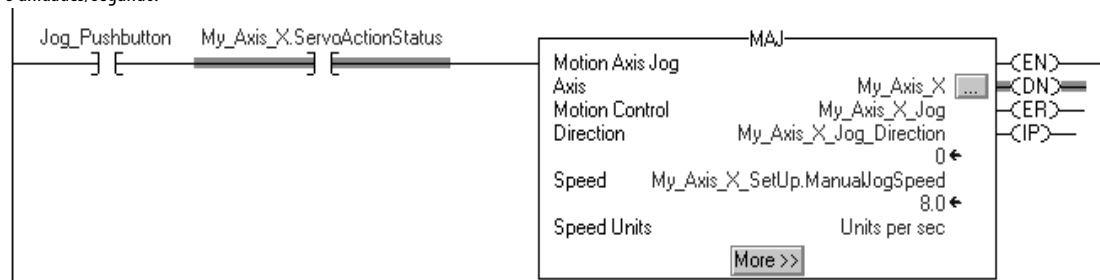 Jog_Pushbutton My_Axis_X.ServoActionStatus
MAJ
Motion Axis Jog
Axis My_Axis_X ...
Motion Control My_Axis_X_Jog
Direction My_Axis_X_Jog_Direction
0
Speed My_Axis_X_SetUp.ManualJogSpeed
8.0
Speed Units Units per sec
More >>
EN
DN
ER
IP